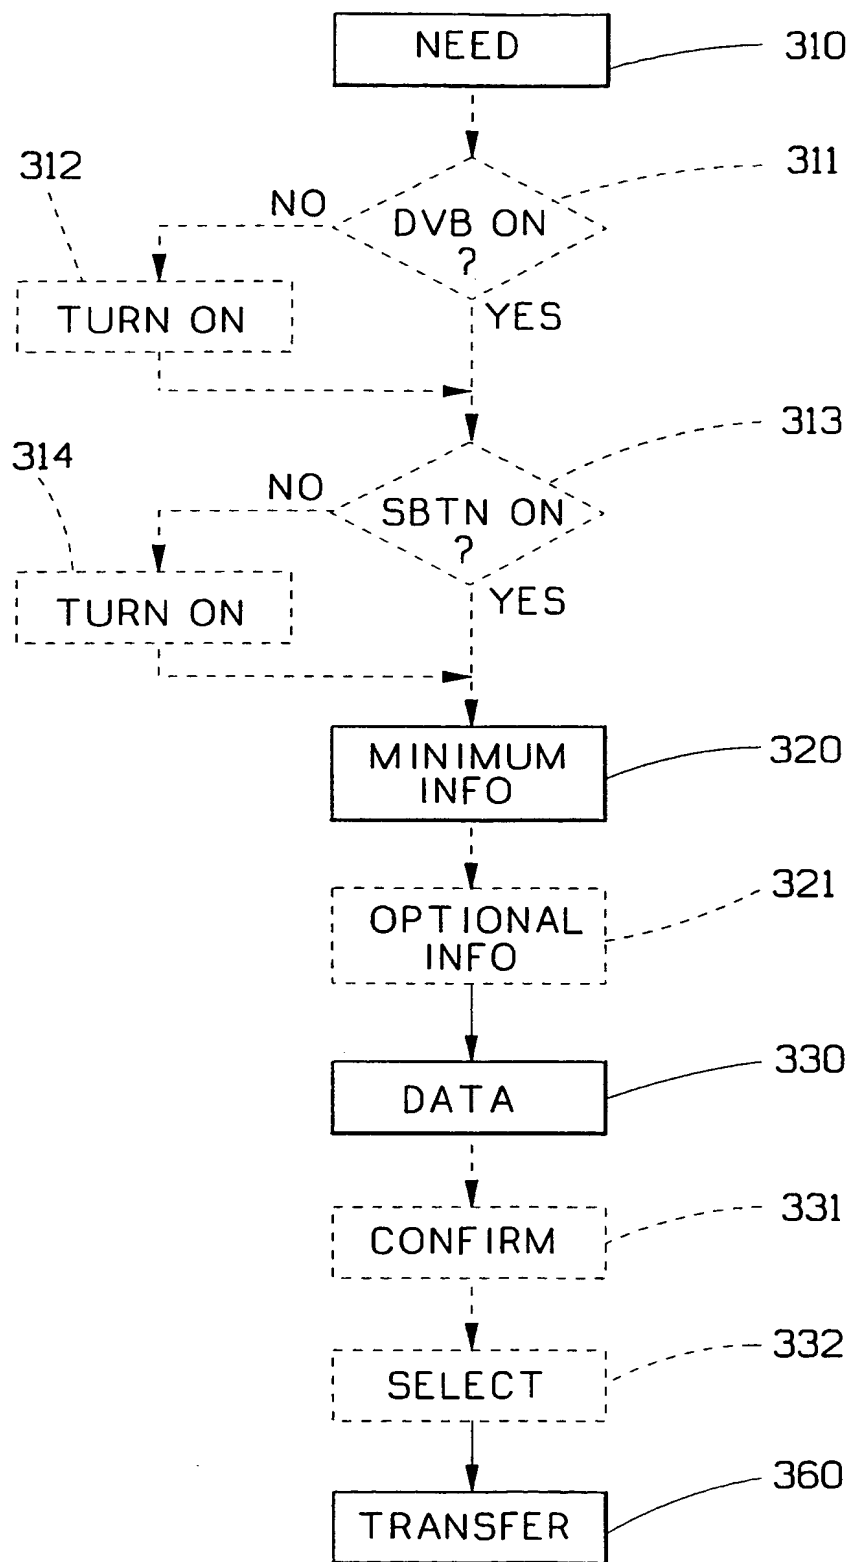 NEED
310
311
312
NO
DVB ON
?
YES
TURN ON
313
314
NO
SBTN ON
?
YES
TURN ON
320
MINIMUM
INFO
321
OPTIONAL
INFO
330
DATA
331
CONFIRM
332
SELECT
360
TRANSFER